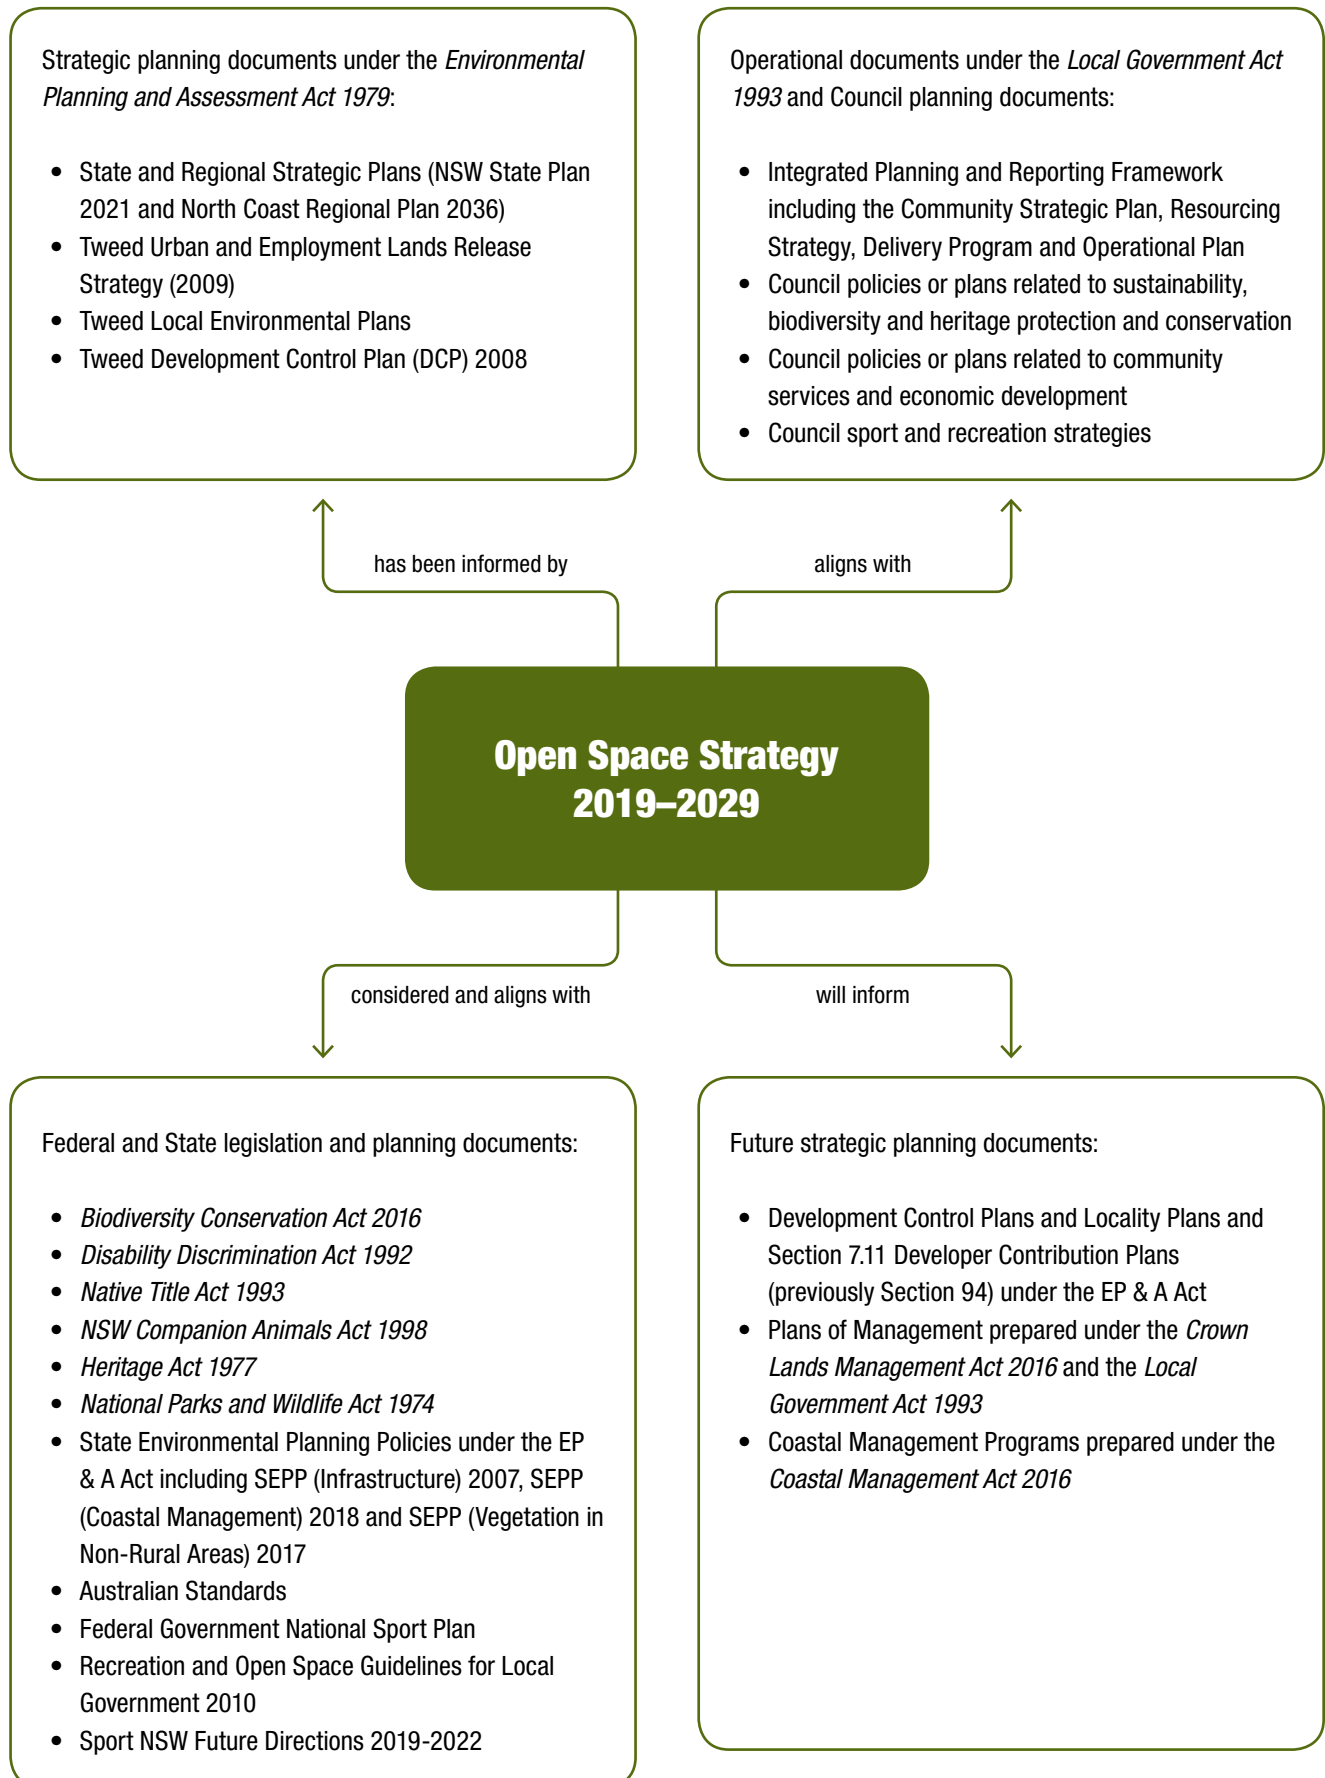 Strategic planning documents under the Environmental
Planning and Assessment Act 1979:
• State and Regional Strategic Plans (NSW State Plan
2021 and North Coast Regional Plan 2036)
• Tweed Urban and Employment Lands Release
Strategy (2009)
• Tweed Local Environmental Plans
• Tweed Development Control Plan (DCP) 2008
Operational documents under the Local Government Act
1993 and Council planning documents:
• Integrated Planning and Reporting Framework
including the Community Strategic Plan, Resourcing
Strategy, Delivery Program and Operational Plan
• Council policies or plans related to sustainability,
biodiversity and heritage protection and conservation
• Council policies or plans related to community
services and economic development
• Council sport and recreation strategies
has been informed by
aligns with
Open Space Strategy
2019–2029
considered and aligns with
will inform
Federal and State legislation and planning documents:
• Biodiversity Conservation Act 2016
• Disability Discrimination Act 1992
• Native Title Act 1993
• NSW Companion Animals Act 1998
• Heritage Act 1977
• National Parks and Wildlife Act 1974
• State Environmental Planning Policies under the EP
& A Act including SEPP (Infrastructure) 2007, SEPP
(Coastal Management) 2018 and SEPP (Vegetation in
Non-Rural Areas) 2017
• Australian Standards
• Federal Government National Sport Plan
• Recreation and Open Space Guidelines for Local
Government 2010
• Sport NSW Future Directions 2019-2022
Future strategic planning documents:
• Development Control Plans and Locality Plans and
Section 7.11 Developer Contribution Plans
(previously Section 94) under the EP & A Act
• Plans of Management prepared under the Crown
Lands Management Act 2016 and the Local
Government Act 1993
• Coastal Management Programs prepared under the
Coastal Management Act 2016